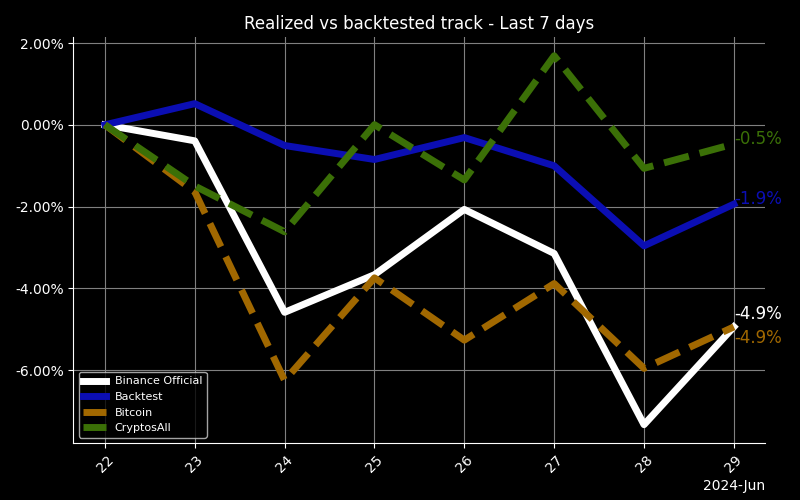 Realized vs backtested track - Last 7 days
2.00%
0.00%
-2.00%
-4.00%
-6.00%
-0.5%
-1.9%
-4.9%
-4.9%
Binance Official
Backtest
Bitcoin
CryptosAll
22
23
24
25
26
27
28
29
2024-Jun